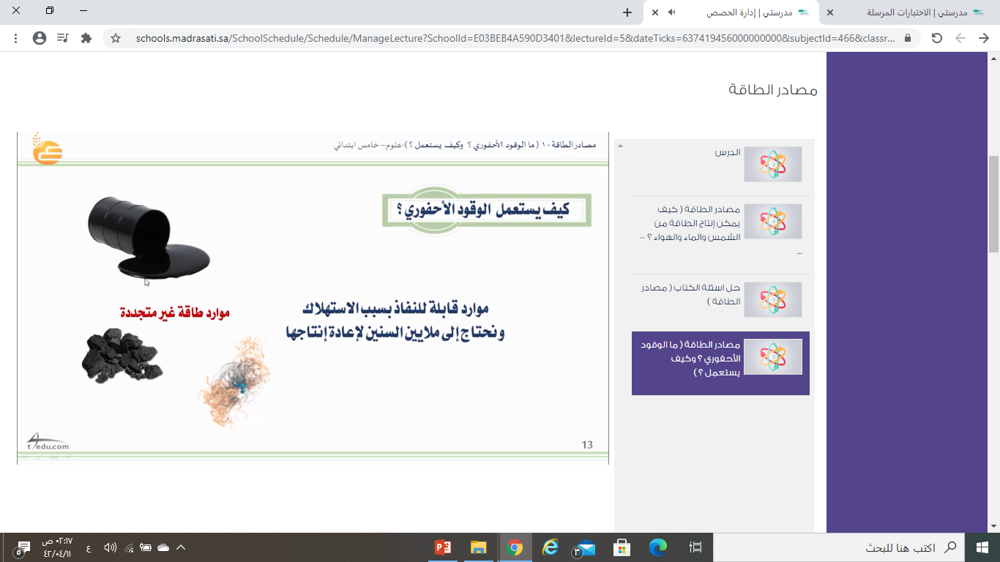 مدرستي | الاختبارات المرسلة
مدرستي | إدارة الحصص
schools.madrasati.sa/SchoolSchedule/Schedule/ManageLecture?SchoolId=E03BEB4A590D3401&lectureId=5&dateTicks=637419456000000000&subjectId=466&classr...
مصادر الطاقة
الدرس
مصادر الطاقة ( كيف
يمكن إنتاج الطاقة من
الشمس والماء والهواء ؟ –
...
حل اسئلة الكتاب ( مصادر
الطاقة )
مصادر الطاقة ( ما الوقود
الأحفوري ؟ وكيف
يستعمل ؟ )
مصادر الطاقة - ١ ( ما الوقود الأحفوري ؟ وكيف يستعمل ؟ )-علوم– خامس ابتدائي
كيف يستعمل الوقود الأحفوري ؟
موارد قابلة للنفاذ بسبب الاستهلاك
ونحتاج إلى ملايين السنين لإعادة إنتاجها
موارد طاقة غير متجددة
t4edu.com
13
اكتب هنا للبحث
٣
ع
٠٢:١٧ ص
٤٢/٠٤/١١
٥